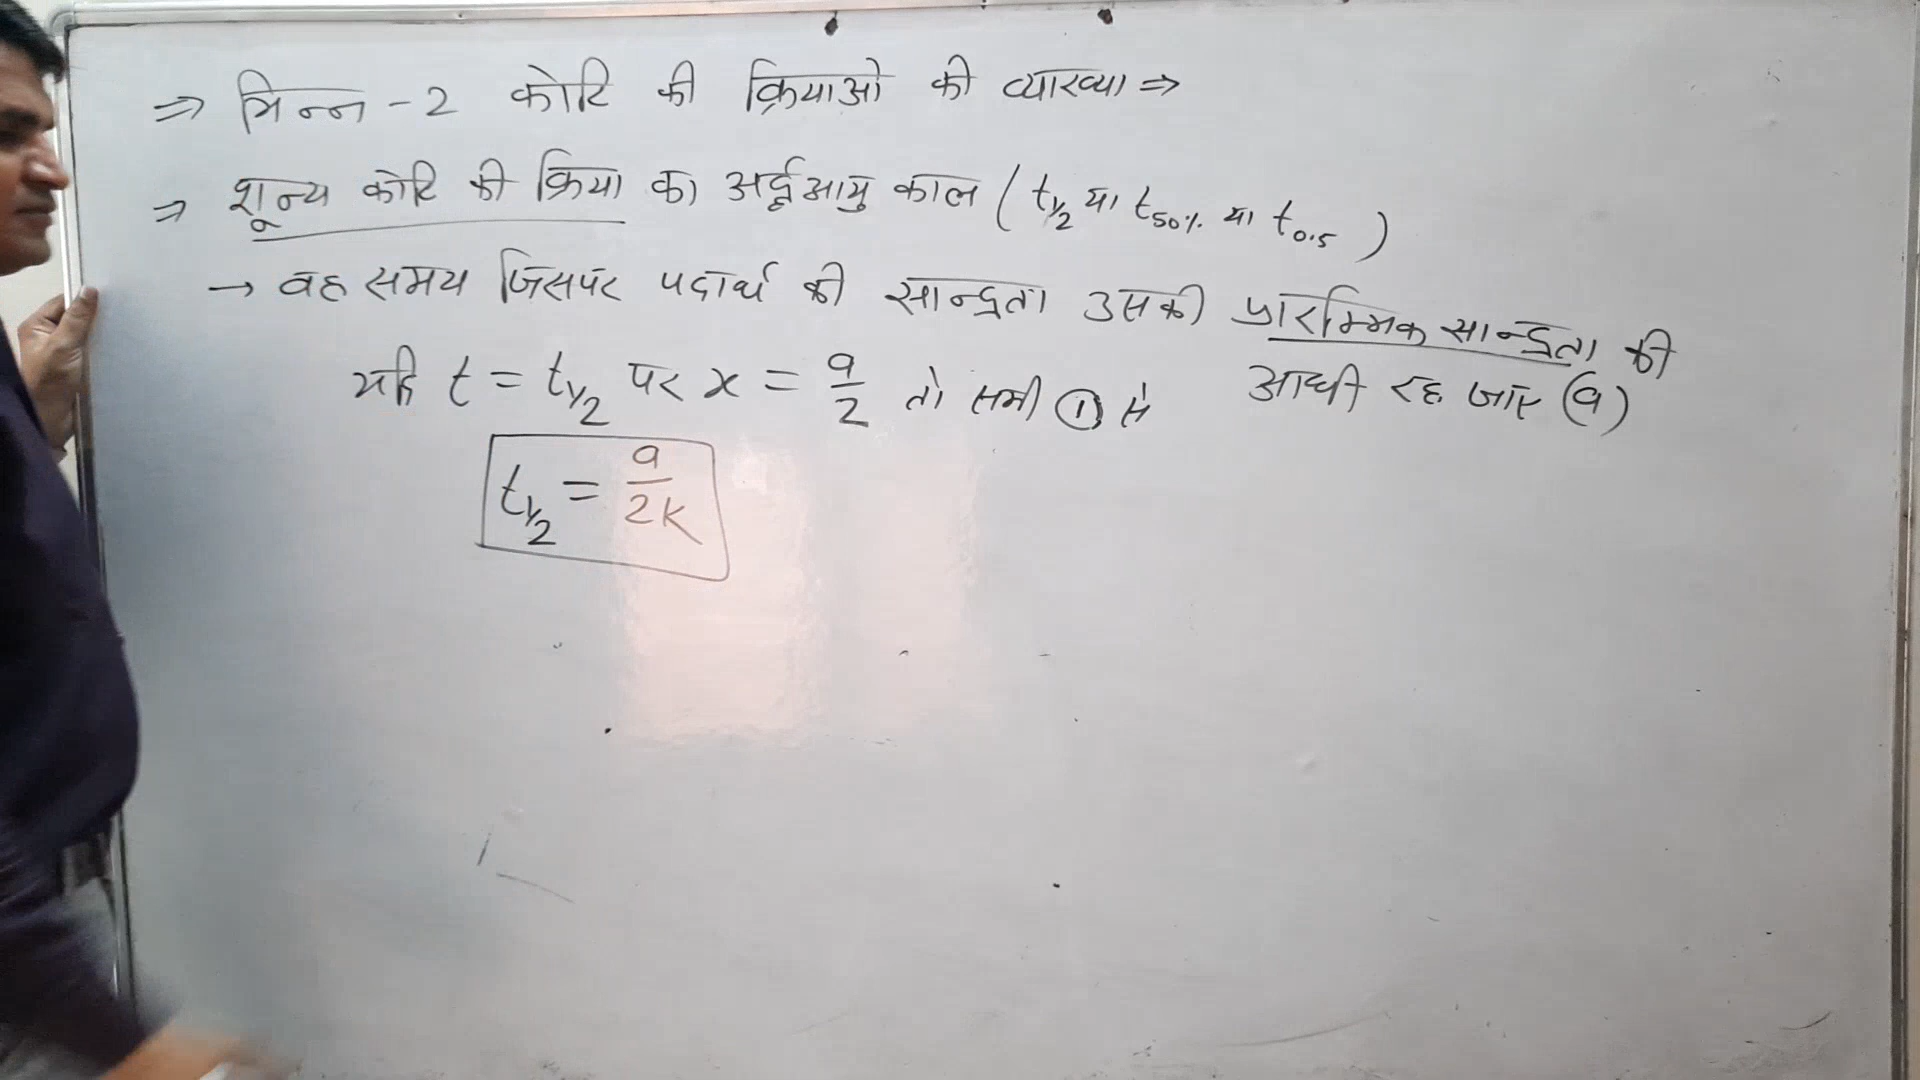 ⇒ भिन्न-2 कोटि की क्रियाओ की व्याख्या ⇒
⇒ शून्य कोटि की क्रिया का अर्द्धआयु काल ( t1/2 या t50% या t0.5 )
→ वह समय जिसपर पदार्थ की सान्द्रता उसकी प्रारम्भिक सान्द्रता की
आधी रह जाए (a)
यदि t = t1/2 पर x = a/2 तो समी ① से
t1/2 = a/2K